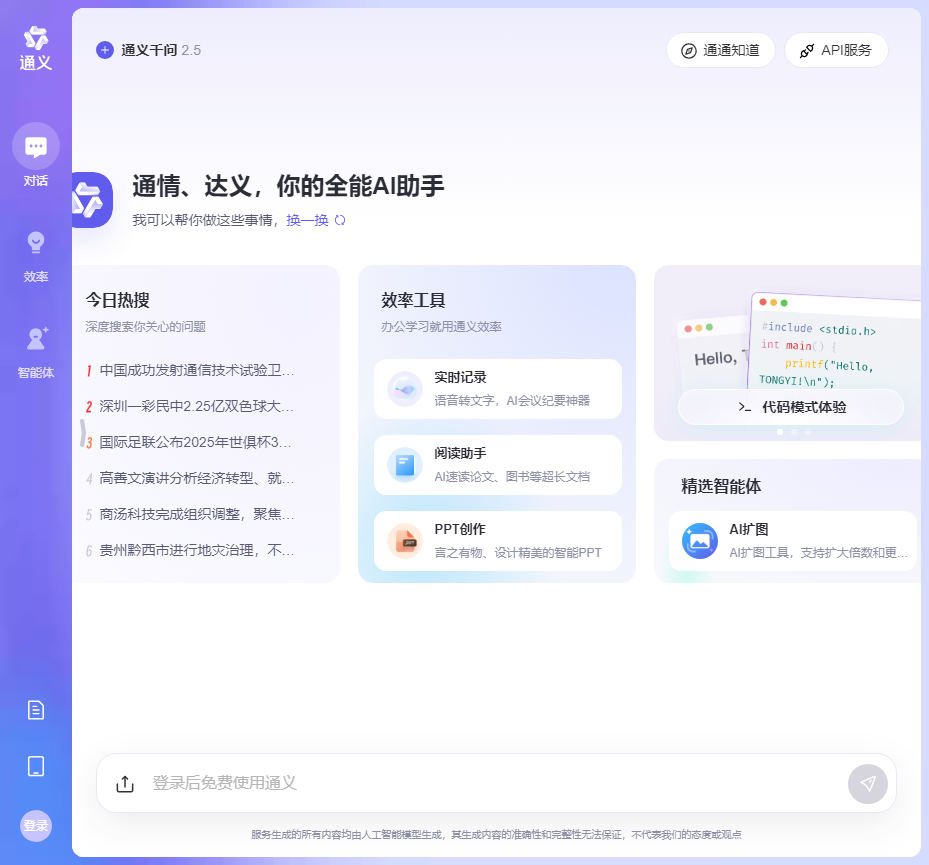 通义
对话
效率
智能体
登录
通义千问 2.5
通通知道
API服务
通情、达义，你的全能AI助手
我可以帮你做这些事情，换一换
今日热搜
深度搜索你关心的问题
1 中国成功发射通信技术试验卫...
2 深圳一彩民中2.25亿双色球大...
3 国际足联公布2025年世俱杯3...
4 高善文演讲分析经济转型、就...
5 商汤科技完成组织调整，聚焦...
6 贵州黔西市进行地灾治理，不...
效率工具
办公学习就用通义效率
实时记录
语音转文字，AI会议纪要神器
阅读助手
AI速读论文、图书等超长文档
PPT创作
言之有物、设计精美的智能PPT
Hello, T
#include <stdio.h>
int main() {
printf("Hello,
TONGYI!\n");
>_ 代码模式体验
精选智能体
AI扩图
AI扩图工具，支持扩大倍数和更...
登录后免费使用通义
服务生成的所有内容均由人工智能模型生成，其生成内容的准确性和完整性无法保证，不代表我们的态度或观点